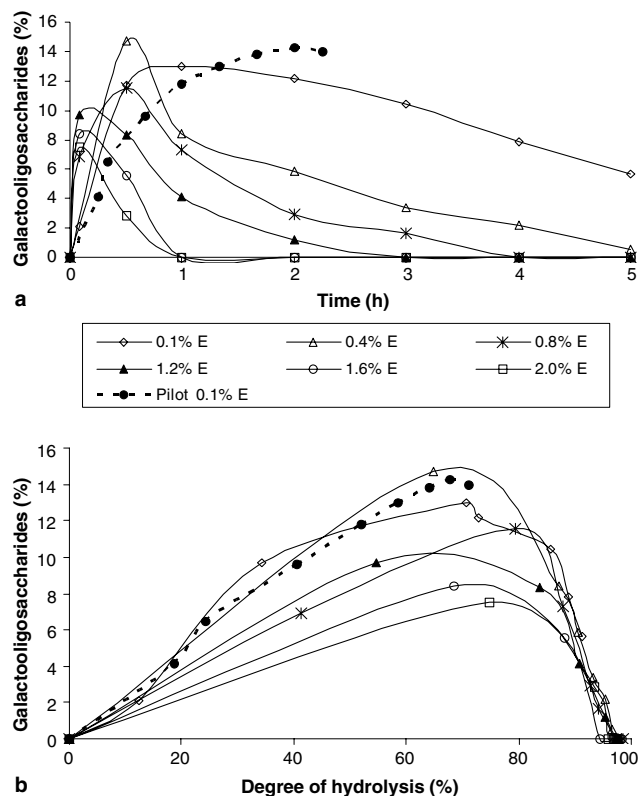 Galactooligosaccharides (%)
16
14
12
10
8
6
4
2
0
0 1 2 3 4 5
Time (h)
a
0.1% E 0.4% E 0.8% E
1.2% E 1.6% E 2.0% E
Pilot 0.1% E
Galactooligosaccharides (%)
16
14
12
10
8
6
4
2
0
0 20 40 60 80 100
Degree of hydrolysis (%)
b